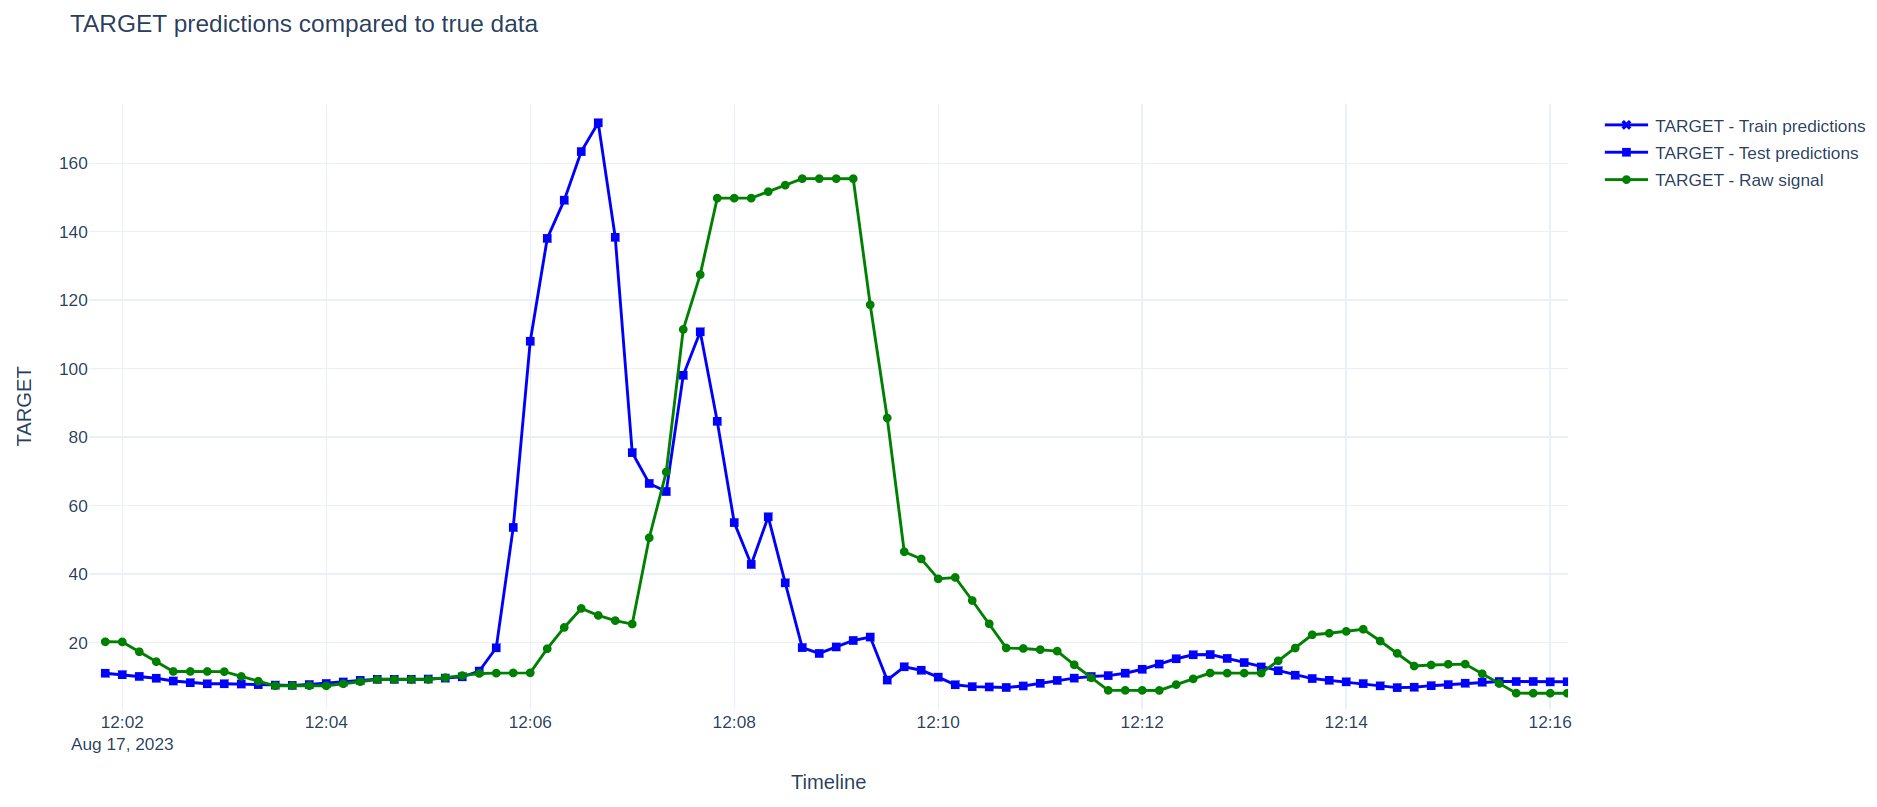 TARGET predictions compared to true data
TARGET - Train predictions
TARGET - Test predictions
TARGET - Raw signal
TARGET
160
140
120
100
80
60
40
20
12:02
12:04
12:06
12:08
12:10
12:12
12:14
12:16
Aug 17, 2023
Timeline